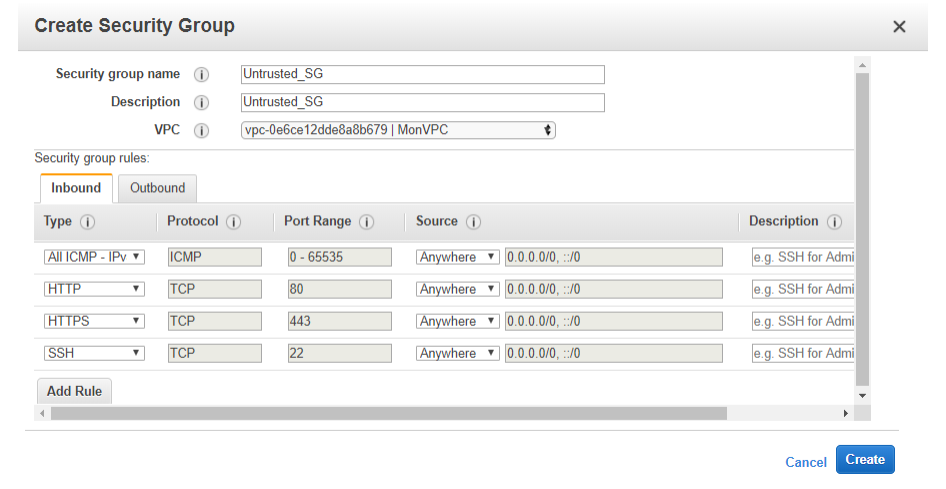 Create Security Group
Security group name
Untrusted_SG
Description
Untrusted_SG
VPC
vpc-0e6ce12dde8a8b679 | MonVPC
Security group rules:
Inbound Outbound
Type Protocol Port Range Source Description
All ICMP - IPv ICMP 0 - 65535 Anywhere 0.0.0.0/0, ::/0 e.g. SSH for Admi
HTTP TCP 80 Anywhere 0.0.0.0/0, ::/0 e.g. SSH for Admi
HTTPS TCP 443 Anywhere 0.0.0.0/0, ::/0 e.g. SSH for Admi
SSH TCP 22 Anywhere 0.0.0.0/0, ::/0 e.g. SSH for Admi
Add Rule
Cancel Create